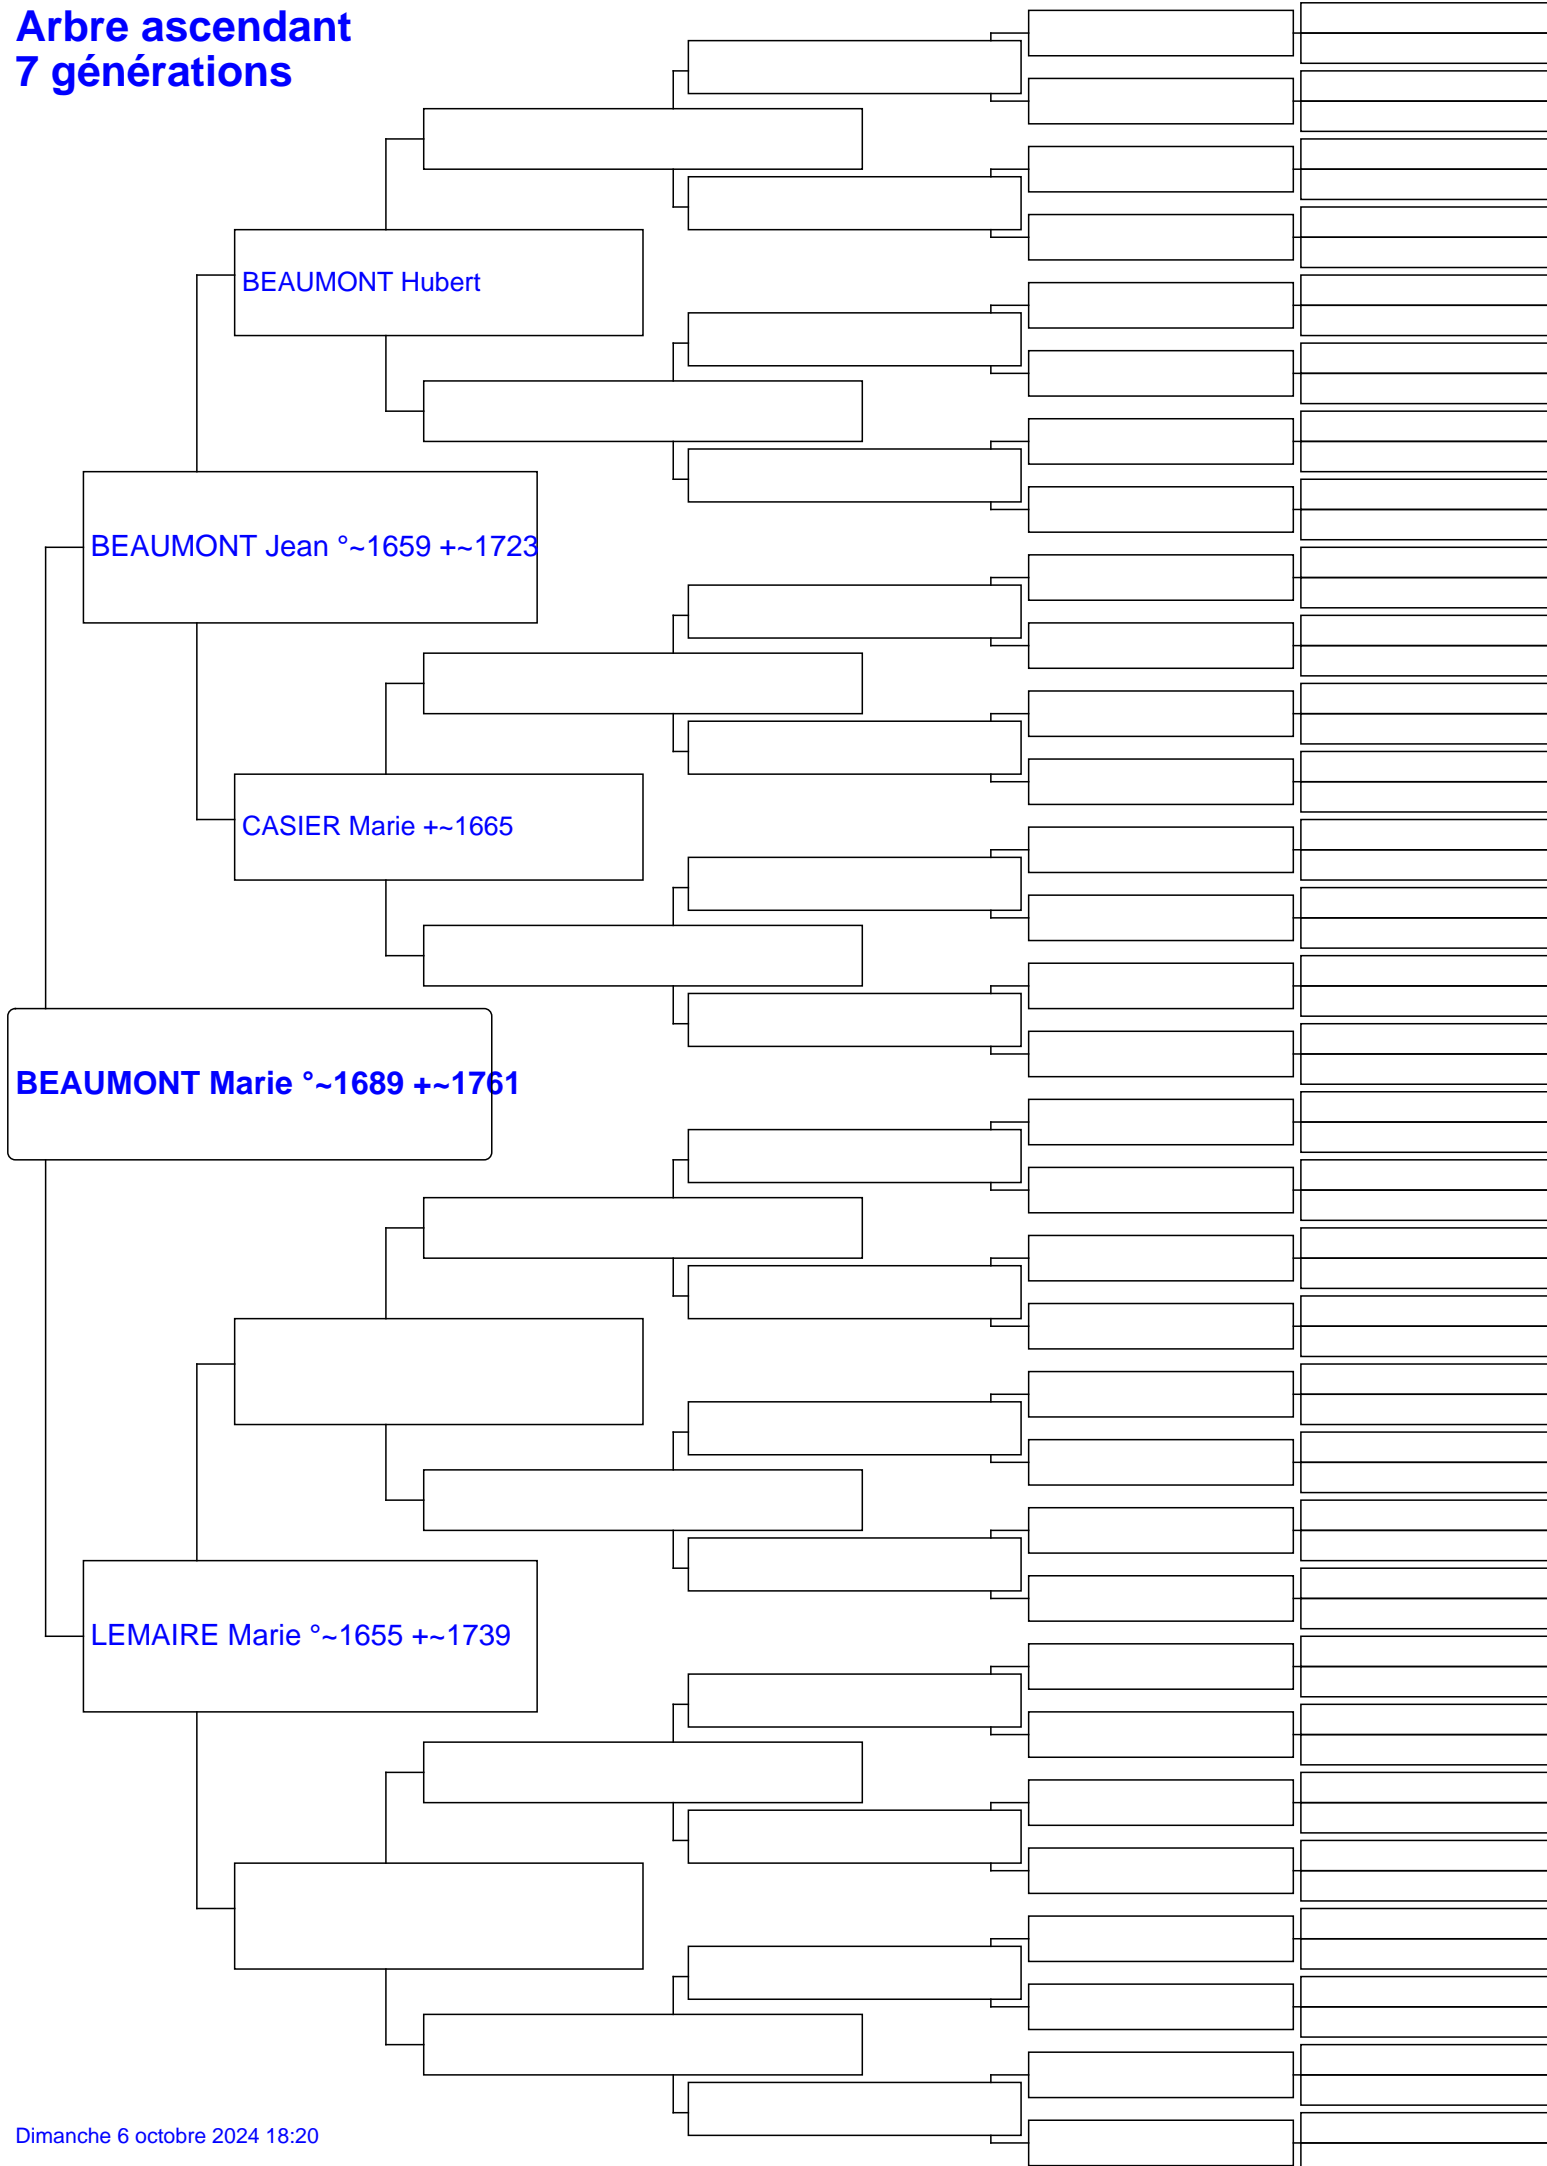 Arbre ascendant
7 générations
BEAUMONT Hubert
BEAUMONT Jean °~1659 +~1723
CASIER Marie +~1665
BEAUMONT Marie °~1689 +~1761
LEMAIRE Marie °~1655 +~1739
Dimanche 6 octobre 2024 18:20